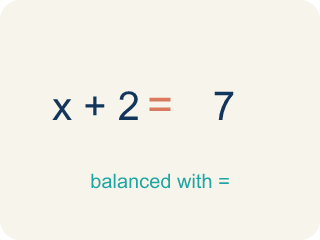 x + 2 = 7
balanced with =